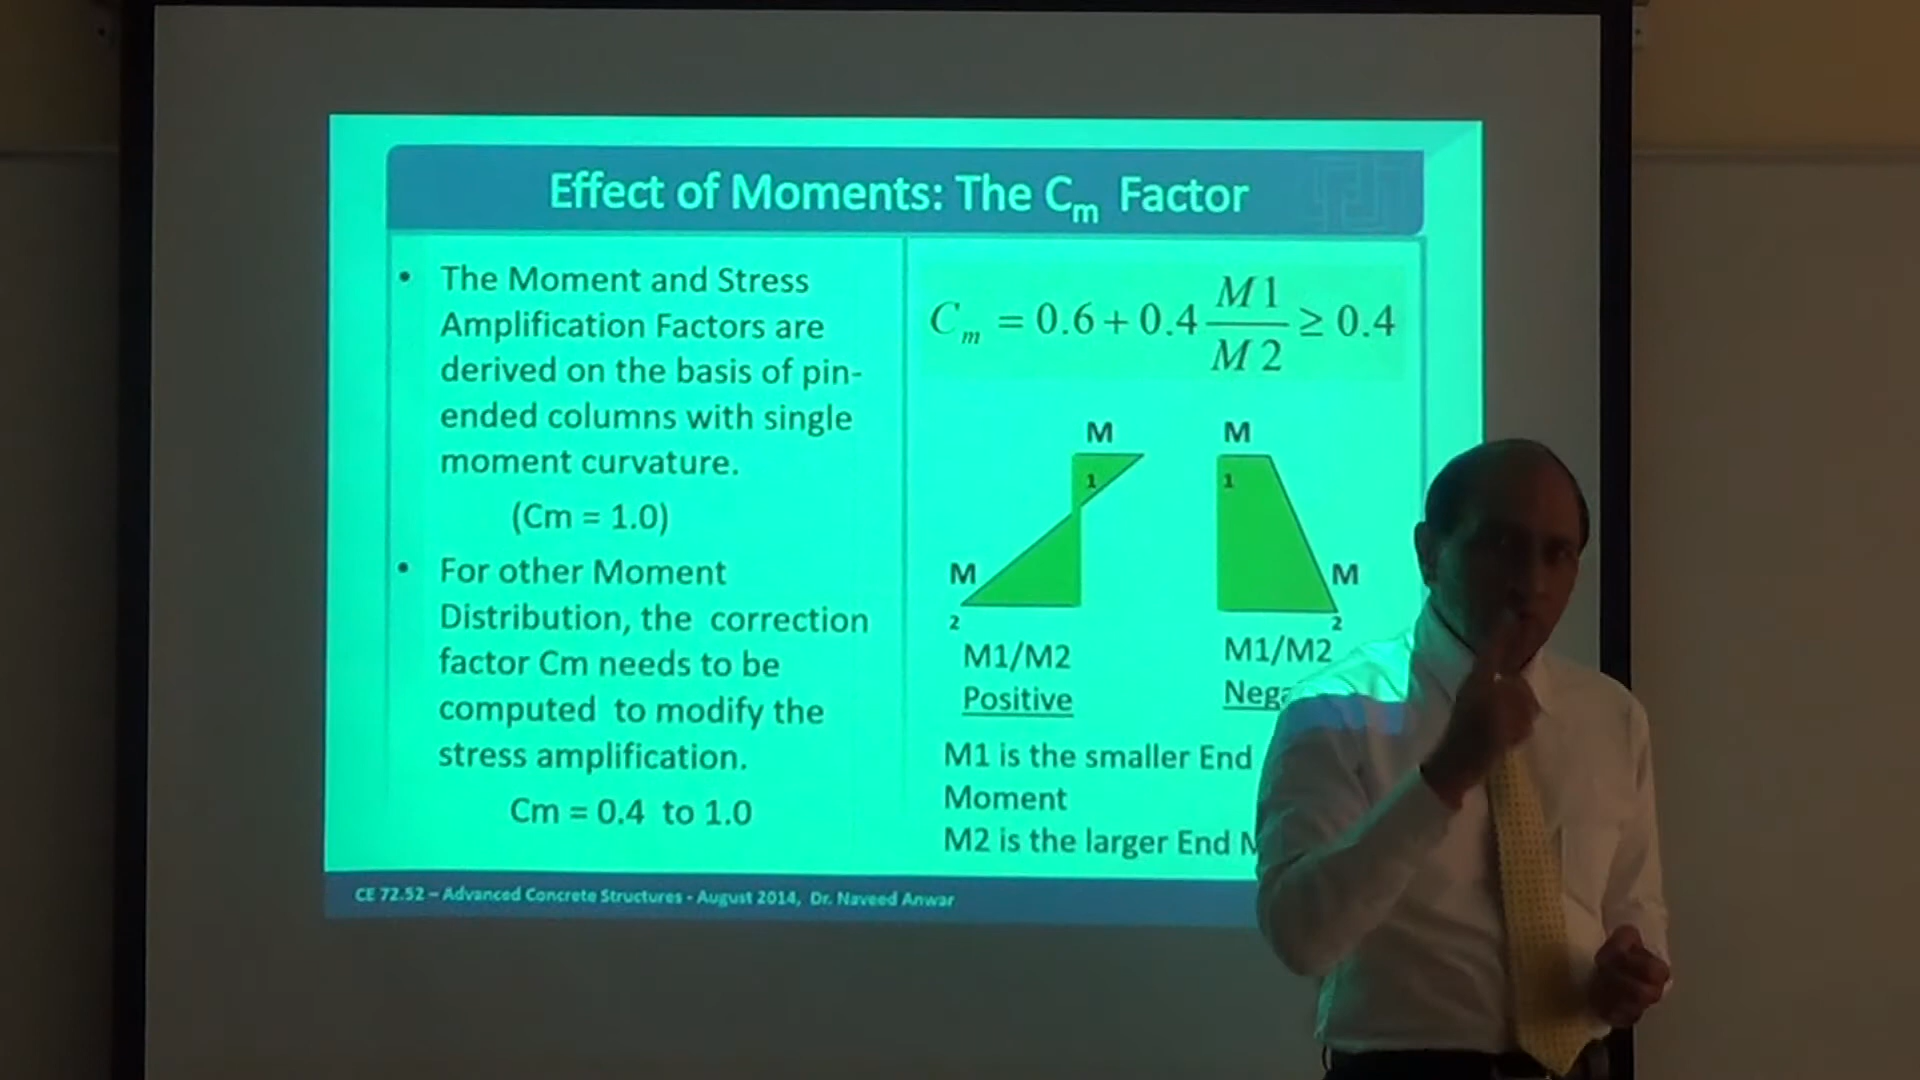 Effect of Moments: The Cm Factor
• The Moment and Stress
Amplification Factors are
derived on the basis of pin-
ended columns with single
moment curvature.
(Cm = 1.0)
• For other Moment
Distribution, the correction
factor Cm needs to be
computed to modify the
stress amplification.
Cm = 0.4 to 1.0
Cm = 0.6 + 0.4 M1/M2 ≥ 0.4
M
1
M
2
M1/M2
Positive
M
1
M
2
M1/M2
M1 is the smaller End
Moment
M2 is the larger End
CE 72.52 – Advanced Concrete Structures - August 2014, Dr. Naveed Anwar